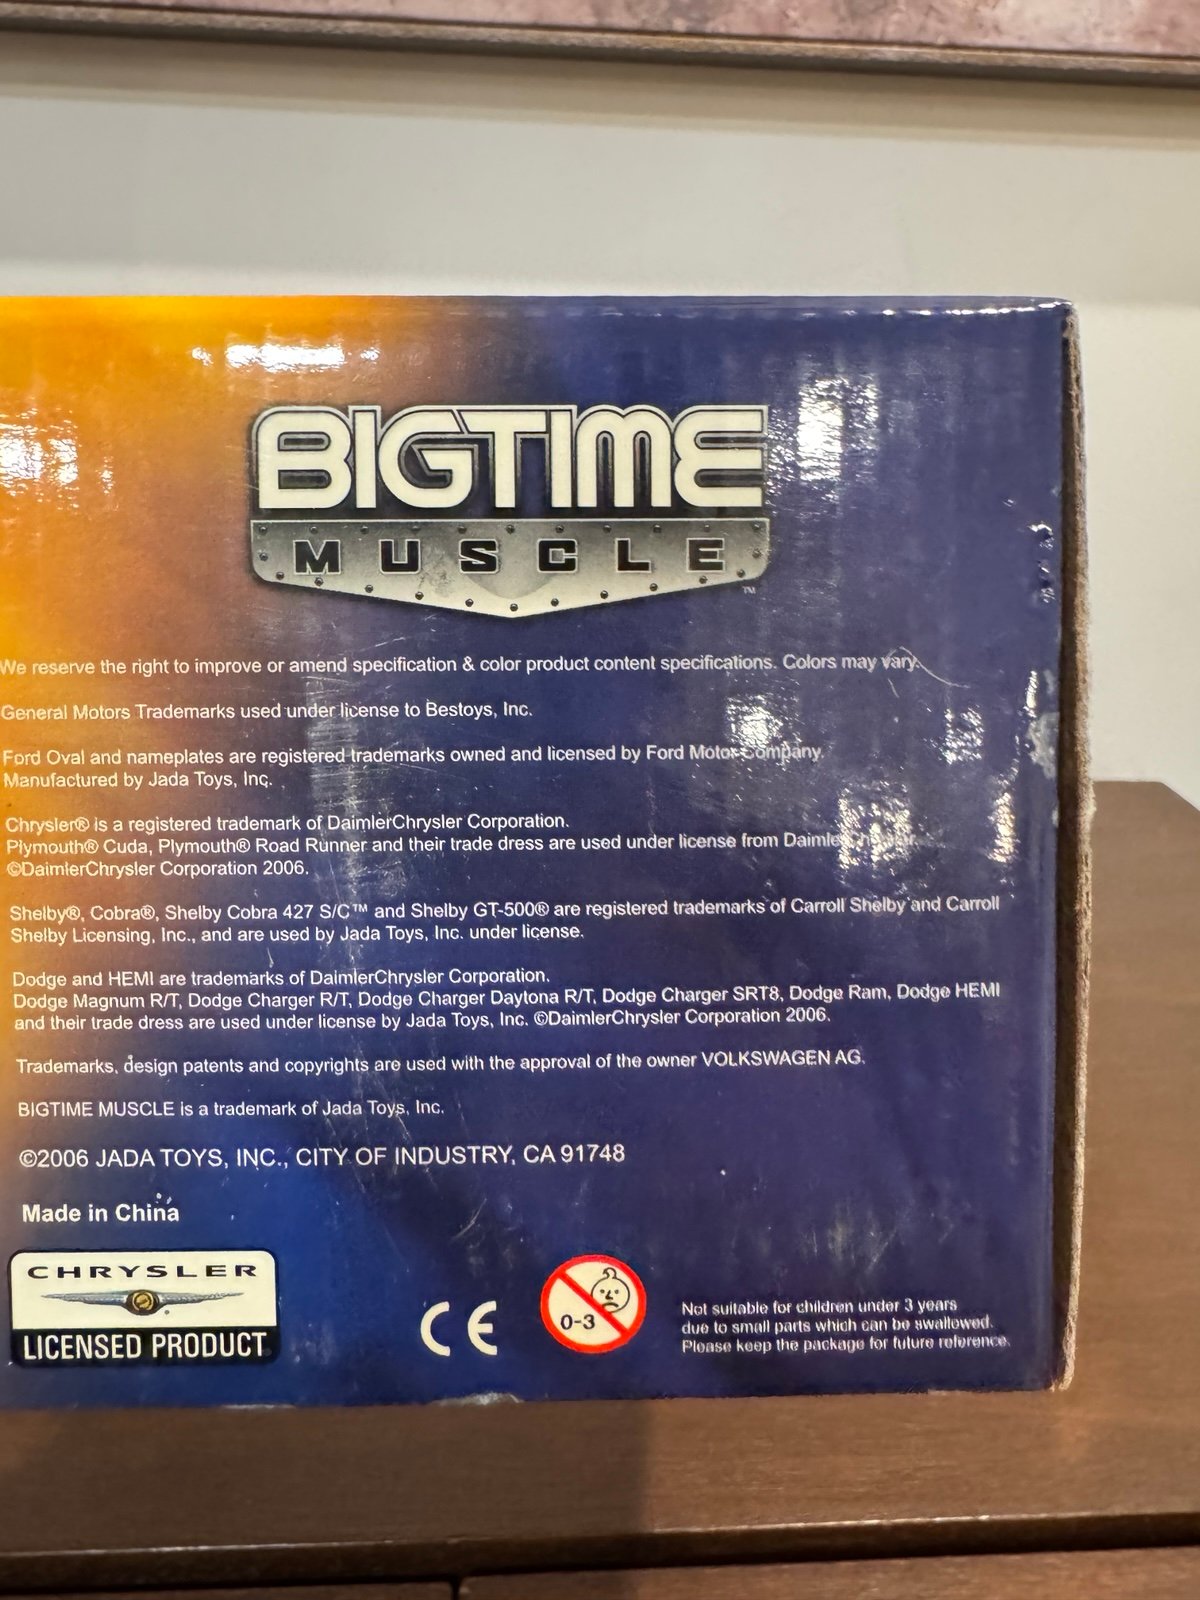 BIGTIME
MUSCLE
TM
We reserve the right to improve or amend specification & color product content specifications. Colors may vary.
General Motors Trademarks used under license to Bestoys, Inc.
Ford Oval and nameplates are registered trademarks owned and licensed by Ford Motor Company.
Manufactured by Jada Toys, Inc.
Chrysler® is a registered trademark of DaimlerChrysler Corporation.
Plymouth® Cuda, Plymouth® Road Runner and their trade dress are used under license from
©DaimlerChrysler Corporation 2006.
Shelby®, Cobra®, Shelby Cobra 427 S/C™ and Shelby GT-500® are registered trademarks of Carroll Shelby and Carroll
Shelby Licensing, Inc., and are used by Jada Toys, Inc. under license.
Dodge and HEMI are trademarks of DaimlerChrysler Corporation.
Dodge Magnum R/T, Dodge Charger R/T, Dodge Charger Daytona R/T, Dodge Charger SRT8, Dodge Ram, Dodge HEMI
and their trade dress are used under license by Jada Toys, Inc. ©DaimlerChrysler Corporation 2006.
Trademarks, design patents and copyrights are used with the approval of the owner VOLKSWAGEN AG.
BIGTIME MUSCLE is a trademark of Jada Toys, Inc.
©2006 JADA TOYS, INC., CITY OF INDUSTRY, CA 91748
Made in China
CHRYSLER
LICENSED PRODUCT
CE
0-3
Not suitable for children under 3 years
due to small parts which can be swallowed.
Please keep the package for future reference.